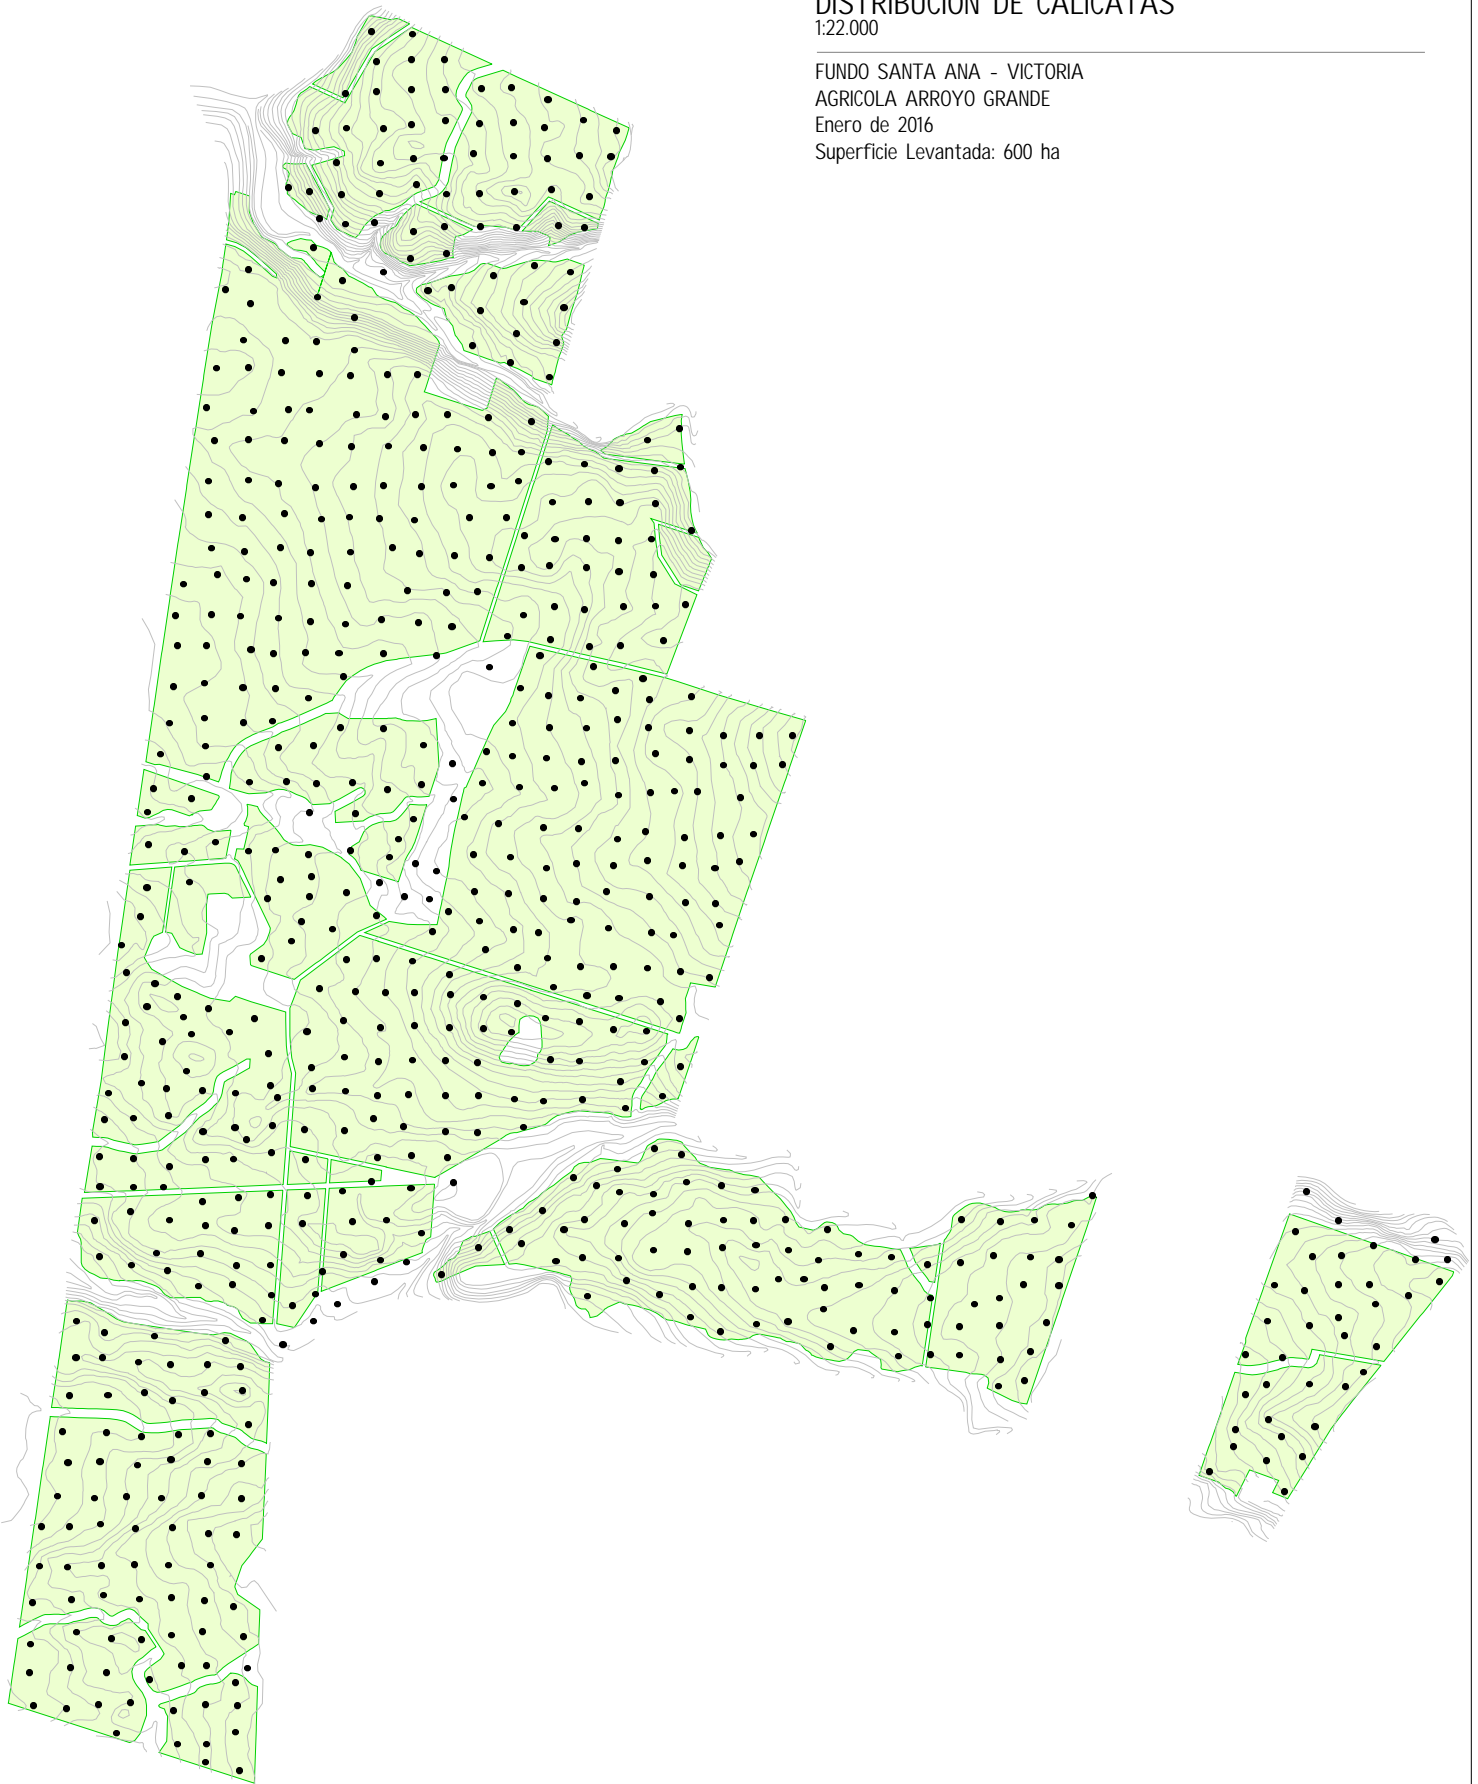 DISTRIBUCION DE CALICATAS
1:22.000
FUNDO SANTA ANA - VICTORIA
AGRICOLA ARROYO GRANDE
Enero de 2016
Superficie Levantada: 600 ha